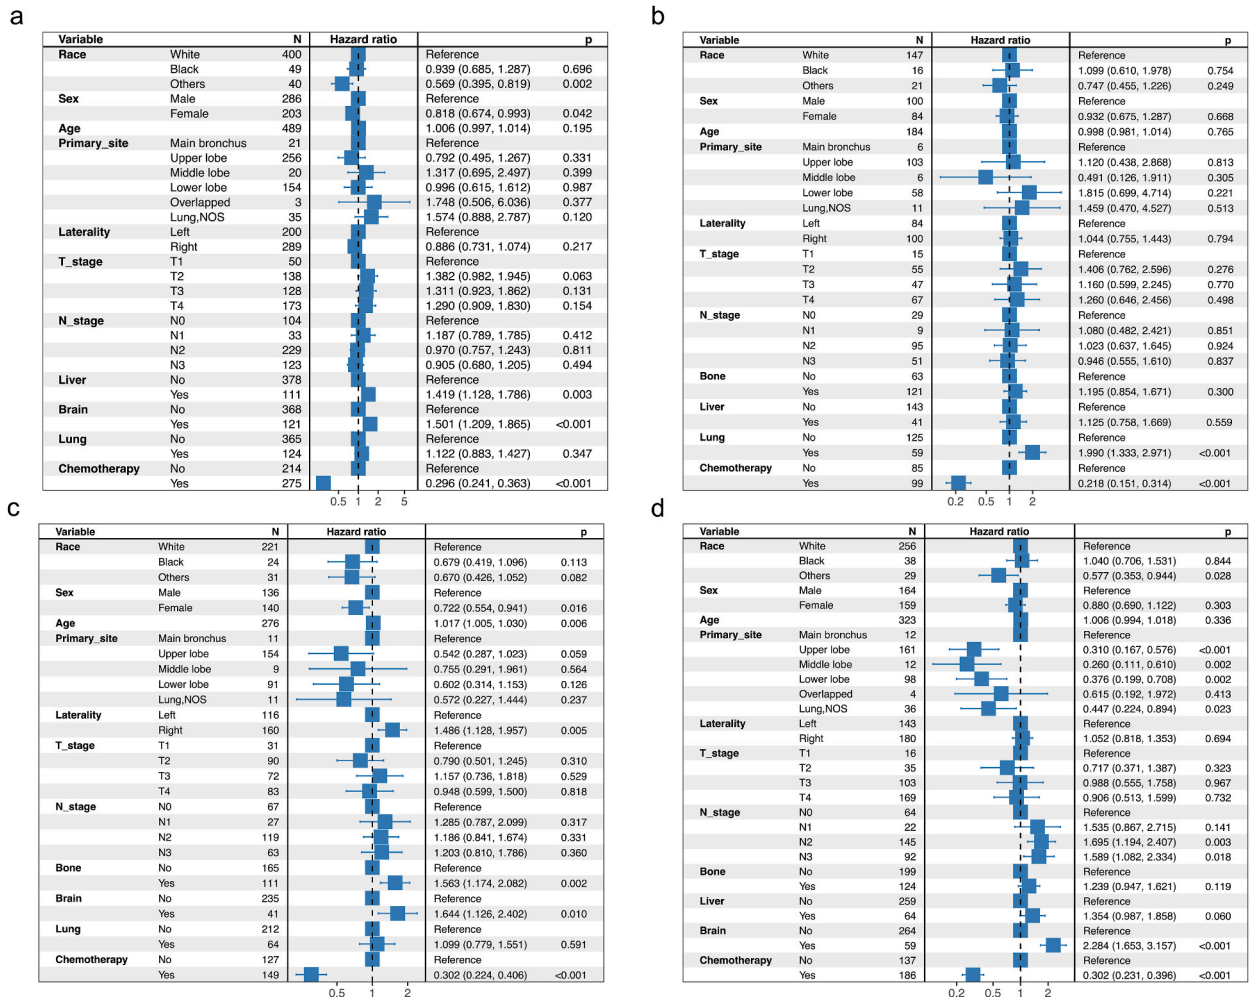 a
Variable N Hazard ratio p
Race White 400 Reference
Black 49 0.939 (0.685, 1.287) 0.696
Others 40 0.569 (0.395, 0.819) 0.002
Sex Male 286 Reference
Female 203 0.818 (0.674, 0.993) 0.042
Age 489 1.006 (0.997, 1.014) 0.195
Primary_site Main bronchus 21 Reference
Upper lobe 256 0.792 (0.495, 1.267) 0.331
Middle lobe 20 1.317 (0.695, 2.497) 0.399
Lower lobe 154 0.996 (0.615, 1.612) 0.987
Overlapped 3 1.748 (0.506, 6.036) 0.377
Lung,NOS 35 1.574 (0.888, 2.787) 0.120
Laterality Left 200 Reference
Right 289 0.886 (0.731, 1.074) 0.217
T_stage T1 50 Reference
T2 138 1.382 (0.982, 1.945) 0.063
T3 128 1.311 (0.923, 1.862) 0.131
T4 173 1.290 (0.909, 1.830) 0.154
N_stage N0 104 Reference
N1 33 1.187 (0.789, 1.785) 0.412
N2 229 0.970 (0.757, 1.243) 0.811
N3 123 0.905 (0.680, 1.205) 0.494
Liver No 378 Reference
Yes 111 1.419 (1.128, 1.786) 0.003
Brain No 368 Reference
Yes 121 1.501 (1.209, 1.865) <0.001
Lung No 365 Reference
Yes 124 1.122 (0.883, 1.427) 0.347
Chemotherapy No 214 Reference
Yes 275 0.296 (0.241, 0.363) <0.001
0.5 1 2 5
b
Variable N Hazard ratio p
Race White 147 Reference
Black 16 1.099 (0.610, 1.978) 0.754
Others 21 0.747 (0.455, 1.226) 0.249
Sex Male 100 Reference
Female 84 0.932 (0.675, 1.287) 0.668
Age 184 0.998 (0.981, 1.014) 0.765
Primary_site Main bronchus 6 Reference
Upper lobe 103 1.120 (0.438, 2.868) 0.813
Middle lobe 6 0.491 (0.126, 1.911) 0.305
Lower lobe 58 1.815 (0.699, 4.714) 0.221
Lung,NOS 11 1.459 (0.470, 4.527) 0.513
Laterality Left 84 Reference
Right 100 1.044 (0.755, 1.443) 0.794
T_stage T1 15 Reference
T2 55 1.406 (0.762, 2.596) 0.276
T3 47 1.160 (0.599, 2.245) 0.770
T4 67 1.260 (0.646, 2.456) 0.498
N_stage N0 29 Reference
N1 9 1.080 (0.482, 2.421) 0.851
N2 95 1.023 (0.637, 1.645) 0.924
N3 51 0.946 (0.555, 1.610) 0.837
Bone No 63 Reference
Yes 121 1.195 (0.854, 1.671) 0.300
Liver No 143 Reference
Yes 41 1.125 (0.758, 1.669) 0.559
Lung No 125 Reference
Yes 59 1.990 (1.333, 2.971) <0.001
Chemotherapy No 85 Reference
Yes 99 0.218 (0.151, 0.314) <0.001
0.2 0.5 1 2
c
Variable N Hazard ratio p
Race White 221 Reference
Black 24 0.679 (0.419, 1.096) 0.113
Others 31 0.670 (0.426, 1.052) 0.082
Sex Male 136 Reference
Female 140 0.722 (0.554, 0.941) 0.016
Age 276 1.017 (1.005, 1.030) 0.006
Primary_site Main bronchus 11 Reference
Upper lobe 154 0.542 (0.287, 1.023) 0.059
Middle lobe 9 0.755 (0.291, 1.961) 0.564
Lower lobe 91 0.602 (0.314, 1.153) 0.126
Lung,NOS 11 0.572 (0.227, 1.444) 0.237
Laterality Left 116 Reference
Right 160 1.486 (1.128, 1.957) 0.005
T_stage T1 31 Reference
T2 90 0.790 (0.501, 1.245) 0.310
T3 72 1.157 (0.736, 1.818) 0.529
T4 83 0.948 (0.599, 1.500) 0.818
N_stage N0 67 Reference
N1 27 1.285 (0.787, 2.099) 0.317
N2 119 1.186 (0.841, 1.674) 0.331
N3 63 1.203 (0.810, 1.786) 0.360
Bone No 165 Reference
Yes 111 1.563 (1.174, 2.082) 0.002
Brain No 235 Reference
Yes 41 1.644 (1.126, 2.402) 0.010
Lung No 212 Reference
Yes 64 1.099 (0.779, 1.551) 0.591
Chemotherapy No 127 Reference
Yes 149 0.302 (0.224, 0.406) <0.001
0.5 1 2
d
Variable N Hazard ratio p
Race White 256 Reference
Black 38 1.040 (0.706, 1.531) 0.844
Others 29 0.577 (0.353, 0.944) 0.028
Sex Male 164 Reference
Female 159 0.880 (0.690, 1.122) 0.303
Age 323 1.006 (0.994, 1.018) 0.336
Primary_site Main bronchus 12 Reference
Upper lobe 161 0.310 (0.167, 0.576) <0.001
Middle lobe 12 0.260 (0.111, 0.610) 0.002
Lower lobe 98 0.376 (0.199, 0.708) 0.002
Overlapped 4 0.615 (0.192, 1.972) 0.413
Lung,NOS 36 0.447 (0.224, 0.894) 0.023
Laterality Left 143 Reference
Right 180 1.052 (0.818, 1.353) 0.694
T_stage T1 16 Reference
T2 35 0.717 (0.371, 1.387) 0.323
T3 103 0.988 (0.555, 1.758) 0.967
T4 169 0.906 (0.513, 1.599) 0.732
N_stage N0 64 Reference
N1 22 1.535 (0.867, 2.715) 0.141
N2 145 1.695 (1.194, 2.407) 0.003
N3 92 1.589 (1.082, 2.334) 0.018
Bone No 199 Reference
Yes 124 1.239 (0.947, 1.621) 0.119
Liver No 259 Reference
Yes 64 1.354 (0.987, 1.858) 0.060
Brain No 264 Reference
Yes 59 2.284 (1.653, 3.157) <0.001
Chemotherapy No 137 Reference
Yes 186 0.302 (0.231, 0.396) <0.001
0.2 0.5 1 2